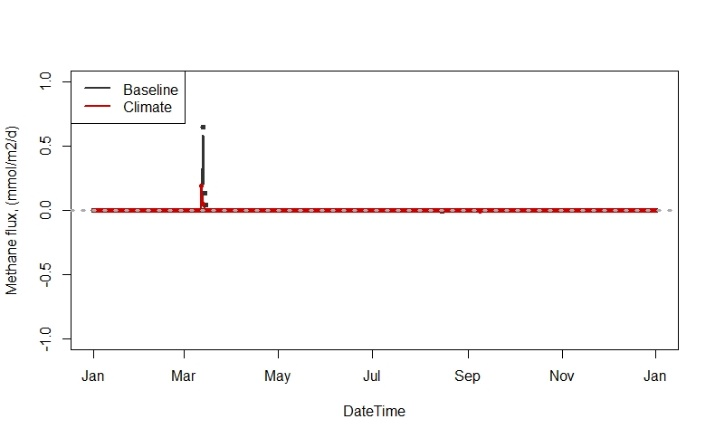 Baseline
Climate
1.0
0.5
0.0
-0.5
-1.0
Methane flux, (mmol/m2/d)
Jan Mar May Jul Sep Nov Jan
DateTime